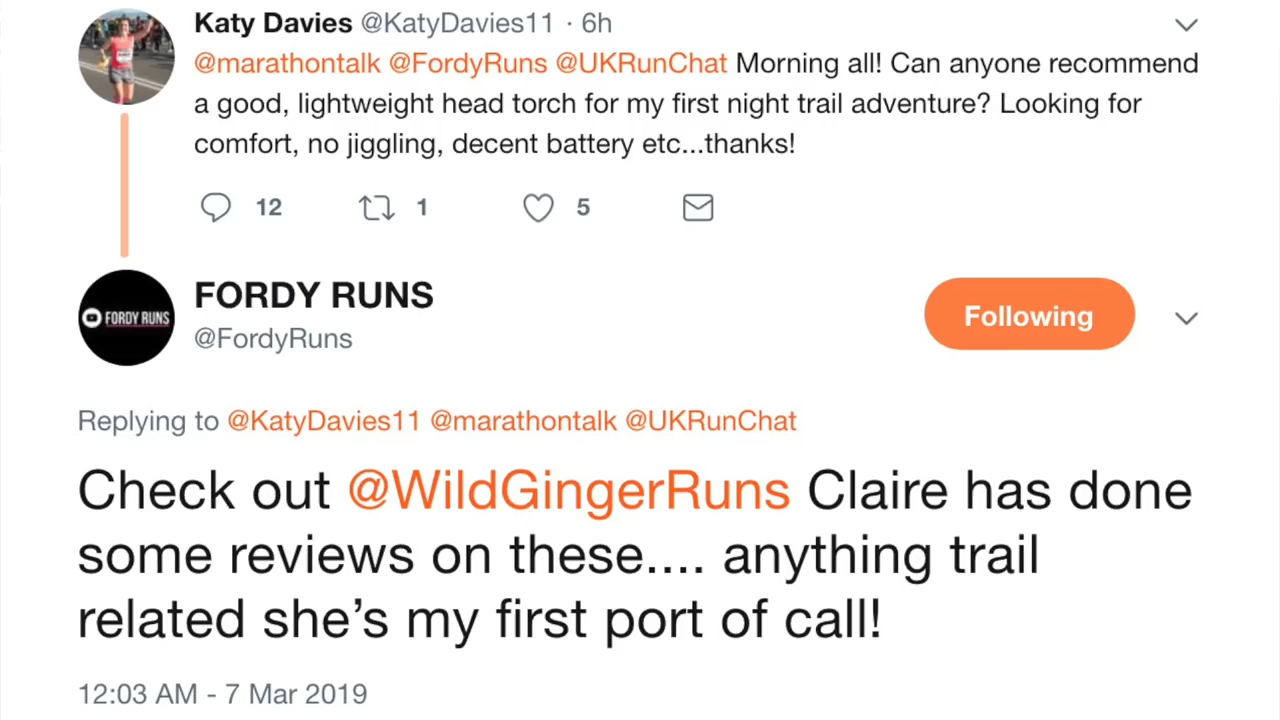 Katy Davies @KatyDavies11 · 6h
@marathontalk @FordyRuns @UKRunChat Morning all! Can anyone recommend
a good, lightweight head torch for my first night trail adventure? Looking for
comfort, no jiggling, decent battery etc...thanks!
12 1 5
FORDY RUNS
FORDY RUNS
@FordyRuns
Following
Replying to @KatyDavies11 @marathontalk @UKRunChat
Check out @WildGingerRuns Claire has done
some reviews on these.... anything trail
related she's my first port of call!
12:03 AM - 7 Mar 2019